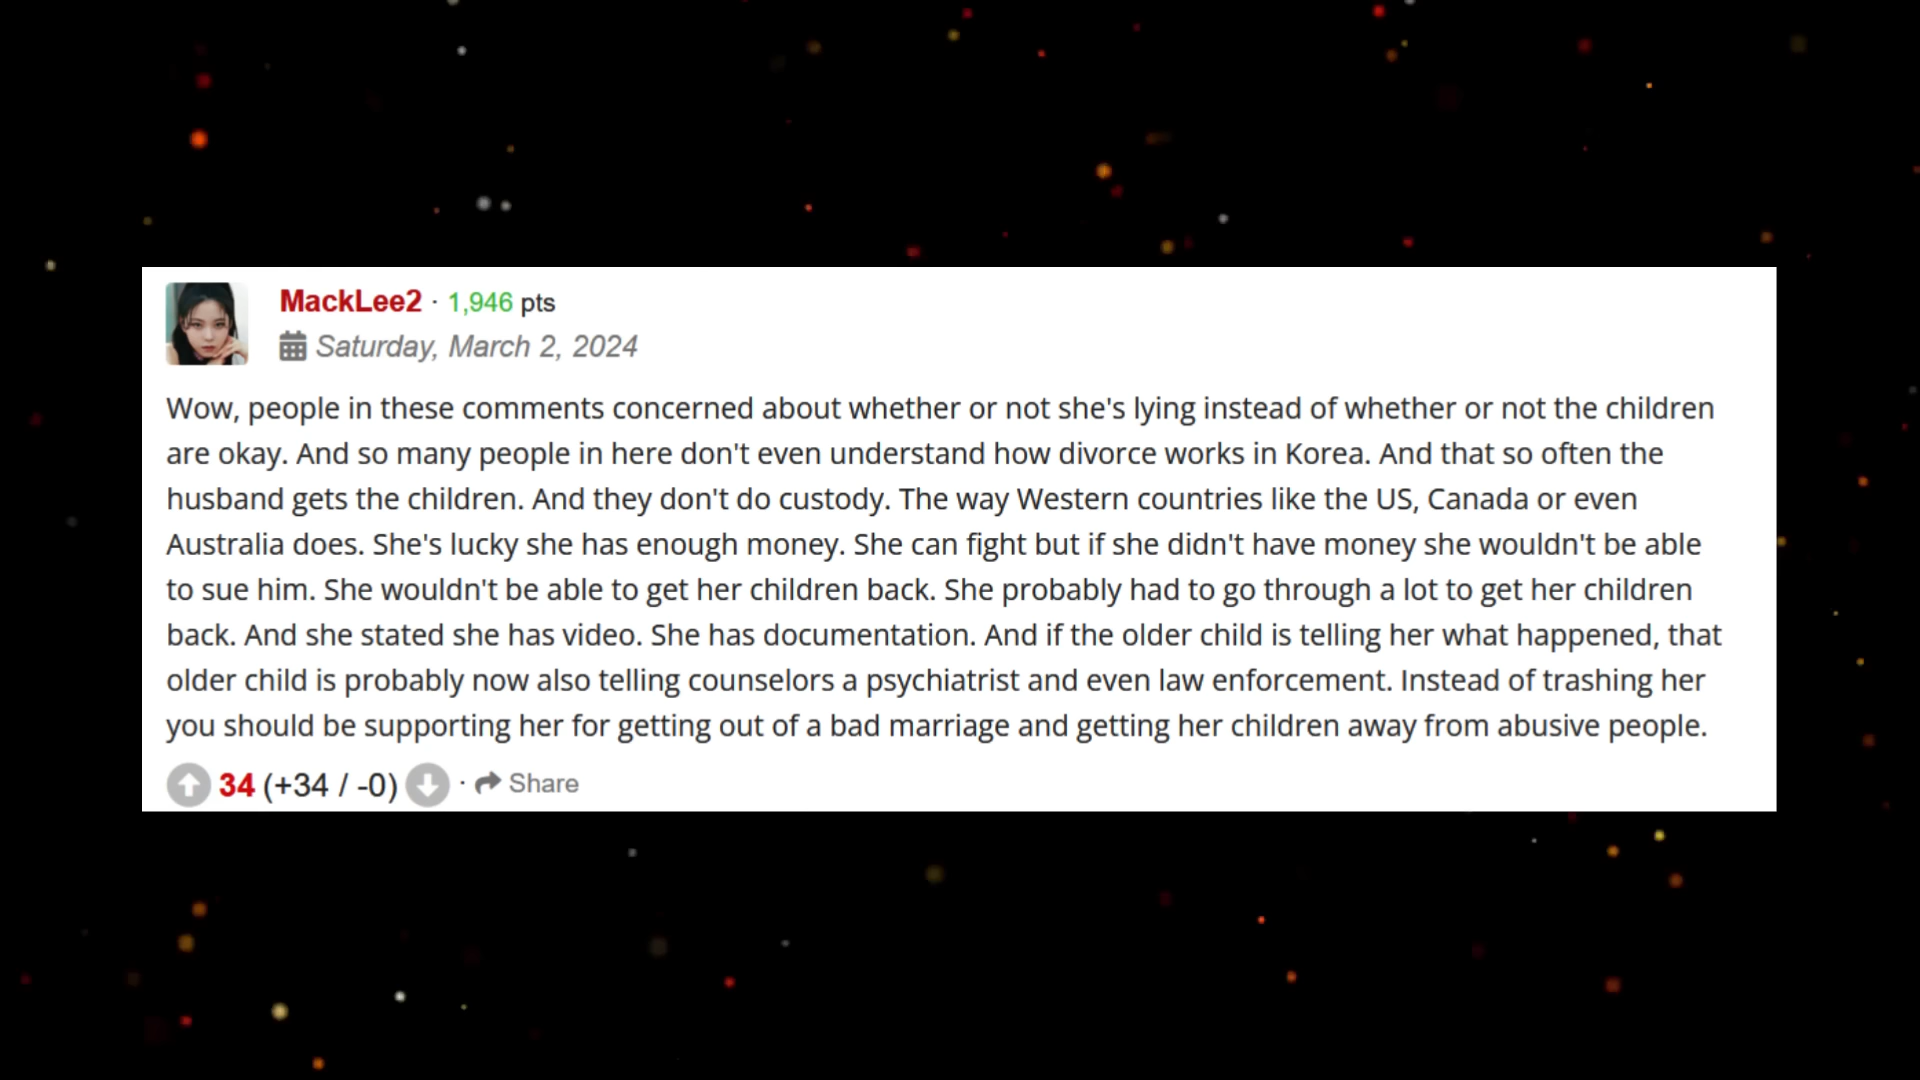 MackLee2 · 1,946 pts
Saturday, March 2, 2024
Wow, people in these comments concerned about whether or not she's lying instead of whether or not the children
are okay. And so many people in here don't even understand how divorce works in Korea. And that so often the
husband gets the children. And they don't do custody. The way Western countries like the US, Canada or even
Australia does. She's lucky she has enough money. She can fight but if she didn't have money she wouldn't be able
to sue him. She wouldn't be able to get her children back. She probably had to go through a lot to get her children
back. And she stated she has video. She has documentation. And if the older child is telling her what happened, that
older child is probably now also telling counselors a psychiatrist and even law enforcement. Instead of trashing her
you should be supporting her for getting out of a bad marriage and getting her children away from abusive people.
34 (+34 / -0) · Share